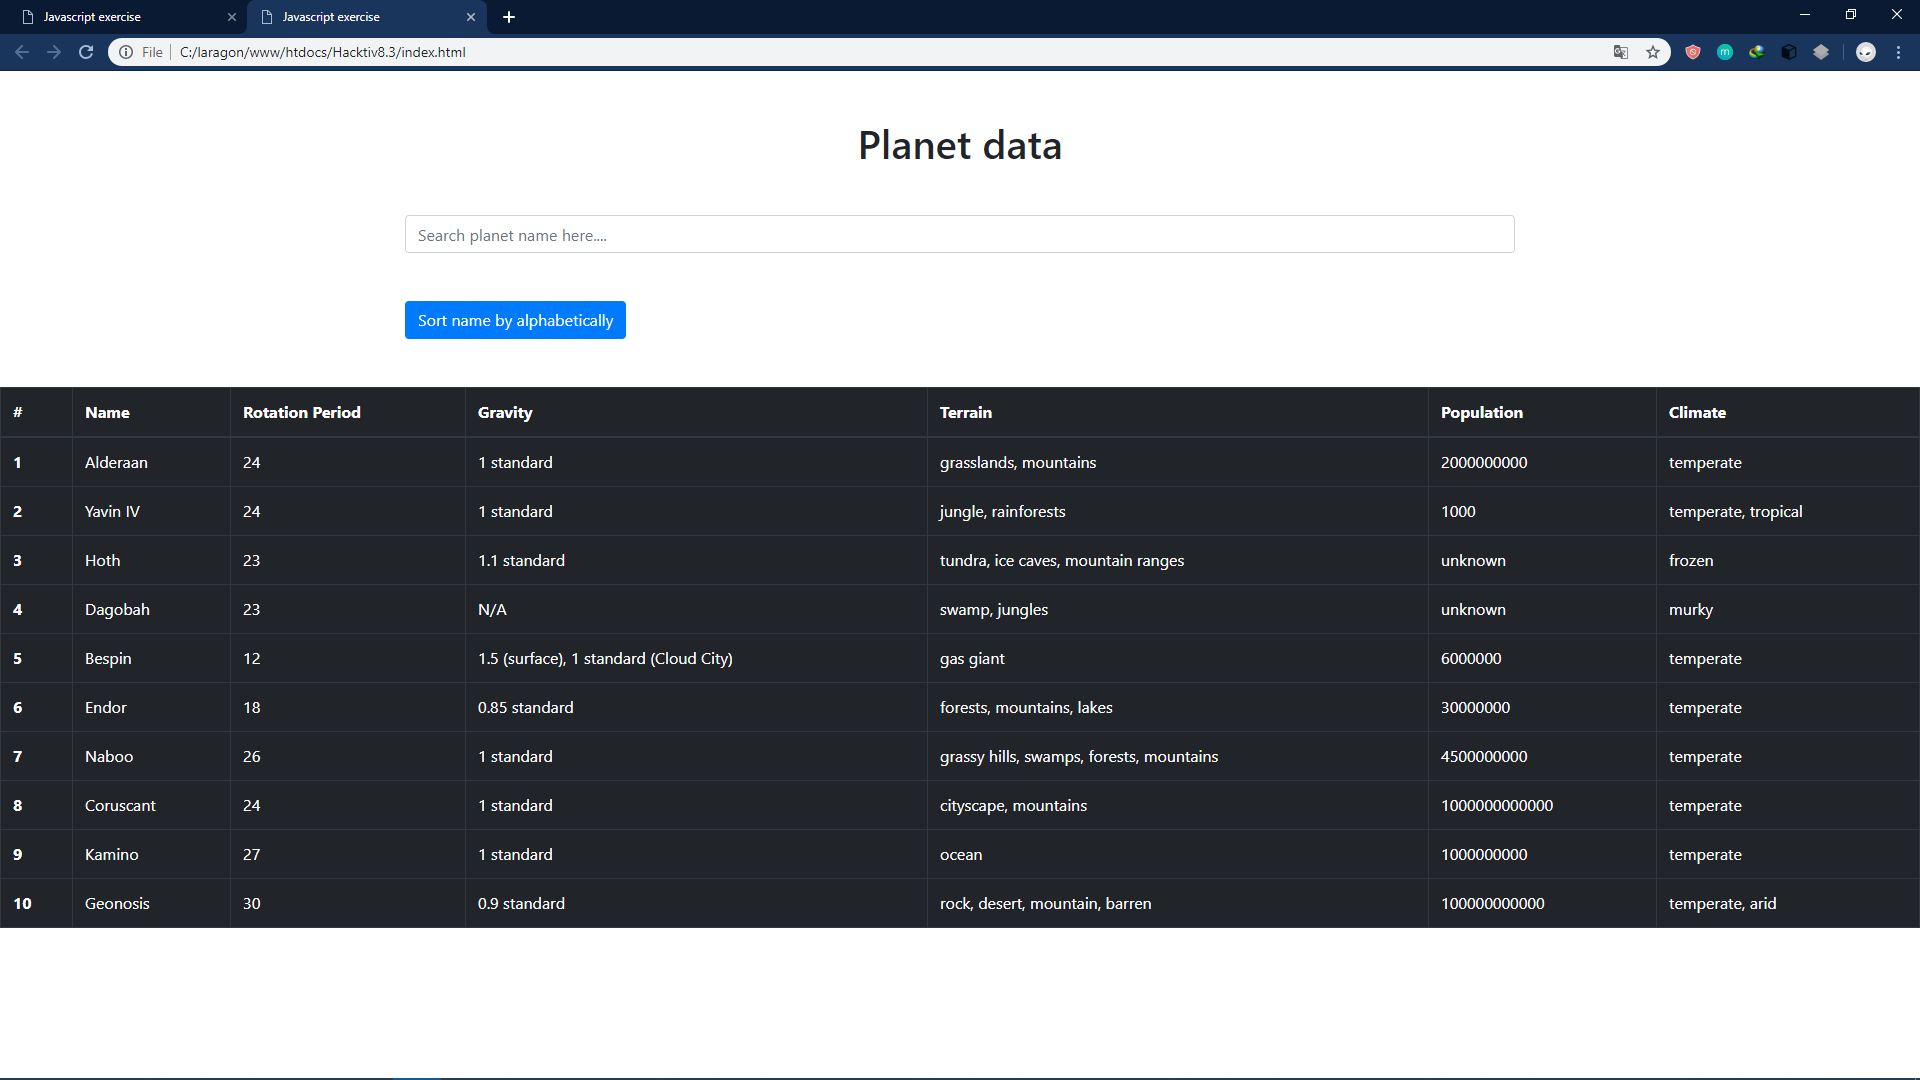 Javascript exercise
Javascript exercise
File C:/laragon/www/htdocs/Hacktiv8.3/index.html
Planet data
Search planet name here....
Sort name by alphabetically
# Name Rotation Period Gravity Terrain Population Climate
1 Alderaan 24 1 standard grasslands, mountains 2000000000 temperate
2 Yavin IV 24 1 standard jungle, rainforests 1000 temperate, tropical
3 Hoth 23 1.1 standard tundra, ice caves, mountain ranges unknown frozen
4 Dagobah 23 N/A swamp, jungles unknown murky
5 Bespin 12 1.5 (surface), 1 standard (Cloud City) gas giant 6000000 temperate
6 Endor 18 0.85 standard forests, mountains, lakes 30000000 temperate
7 Naboo 26 1 standard grassy hills, swamps, forests, mountains 4500000000 temperate
8 Coruscant 24 1 standard cityscape, mountains 1000000000000 temperate
9 Kamino 27 1 standard ocean 1000000000 temperate
10 Geonosis 30 0.9 standard rock, desert, mountain, barren 100000000000 temperate, arid